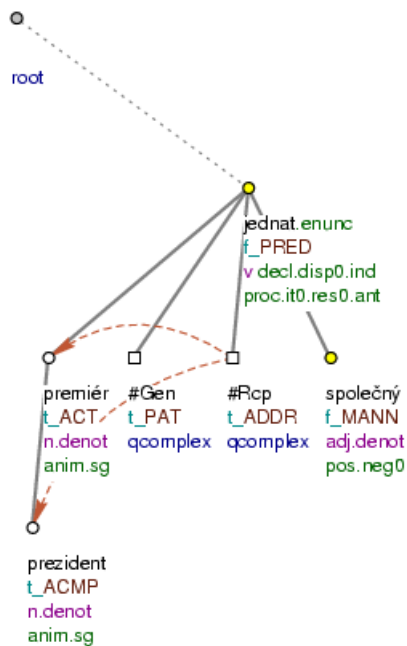 root
jednat.enunc
f_PRED
v decl.disp0.ind
proc.it0.res0.ant
premiér
t_ACT
n.denot
anim.sg
#Gen
t_PAT
qcomplex
#Rcp
t_ADDR
qcomplex
společný
f_MANN
adj.denot
pos.neg0
prezident
t_ACMP
n.denot
anim.sg